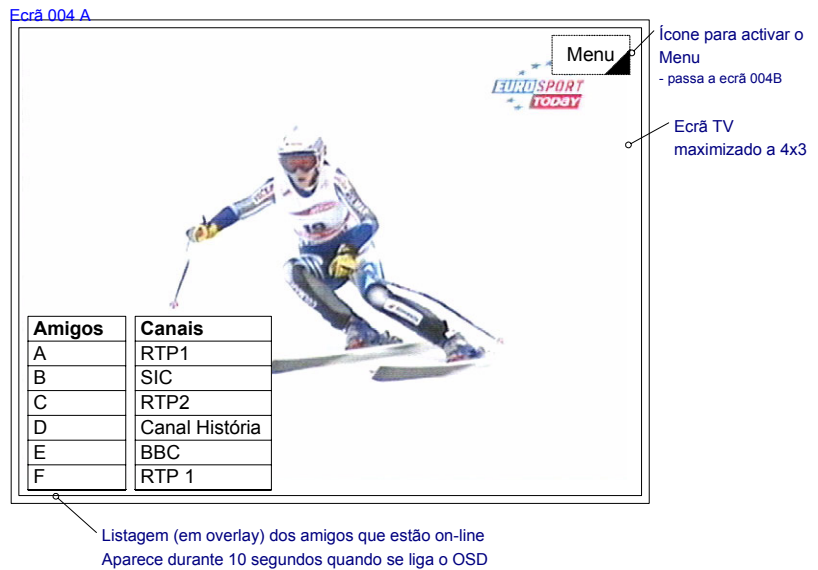 Ecrã 004 A
Menu
Ícone para activar o
Menu
- passa a ecrã 004B
EUROSPORT
TODAY
Ecrã TV
maximizado a 4x3
19
Amigos Canais
A RTP1
B SIC
C RTP2
D Canal História
E BBC
F RTP 1
Listagem (em overlay) dos amigos que estão on-line
Aparece durante 10 segundos quando se liga o OSD